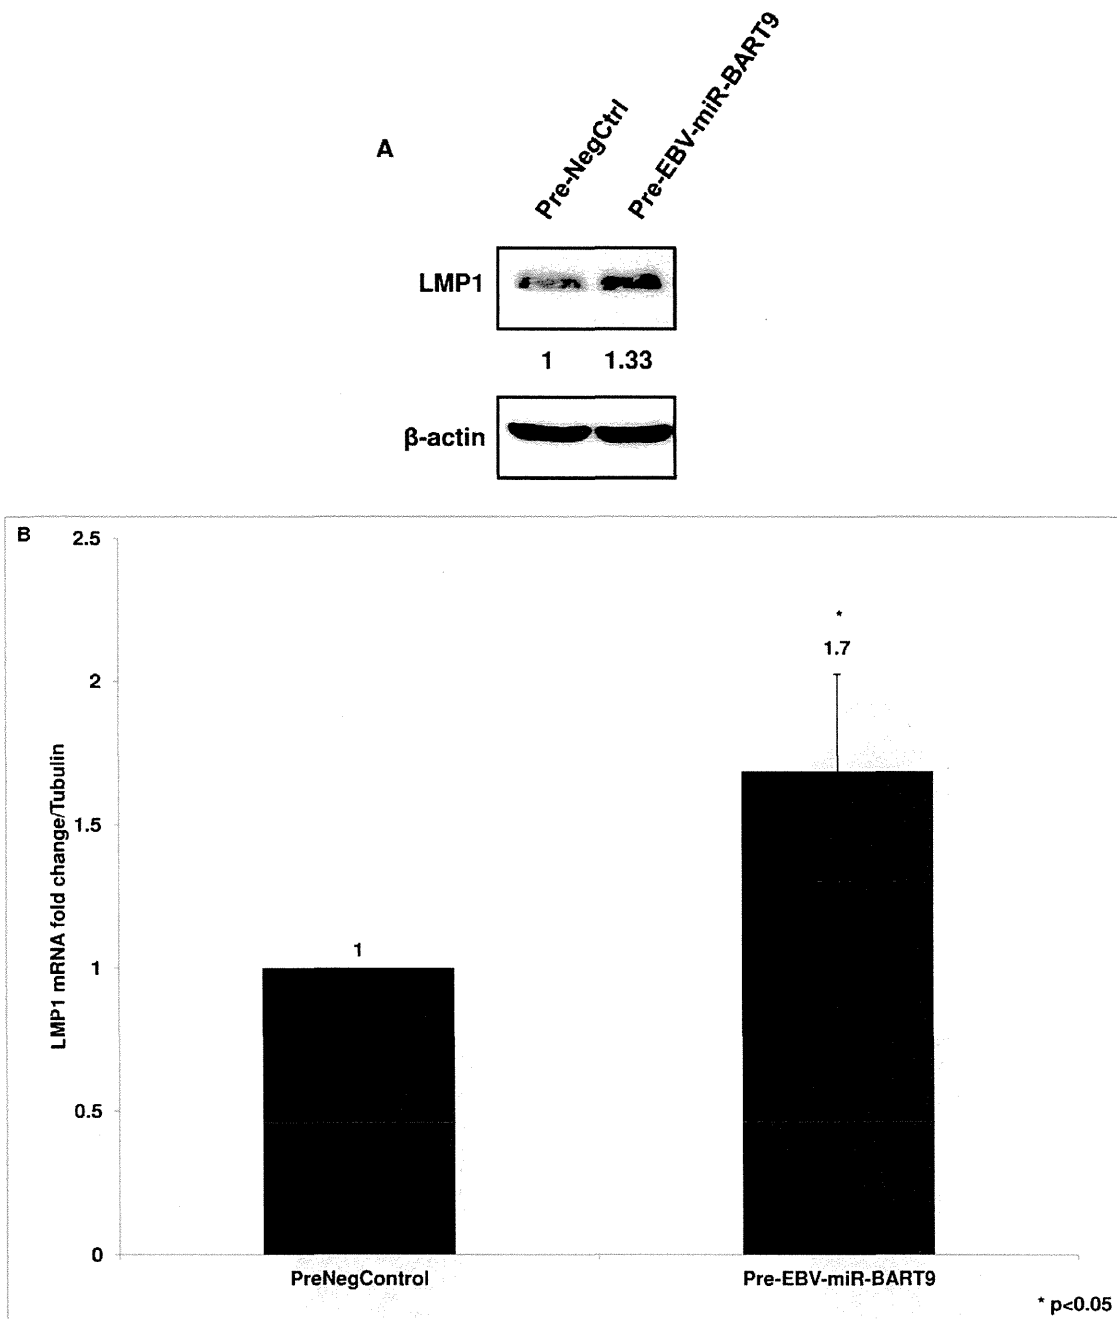 A
Pre-NegCtrl
Pre-EBV-miR-BART9
LMP1
1 1.33
β-actin
B
2.5
2
1.5
1
0.5
0
LMP1 mRNA fold change/Tubulin
1
*
1.7
PreNegControl
Pre-EBV-miR-BART9
* p<0.05